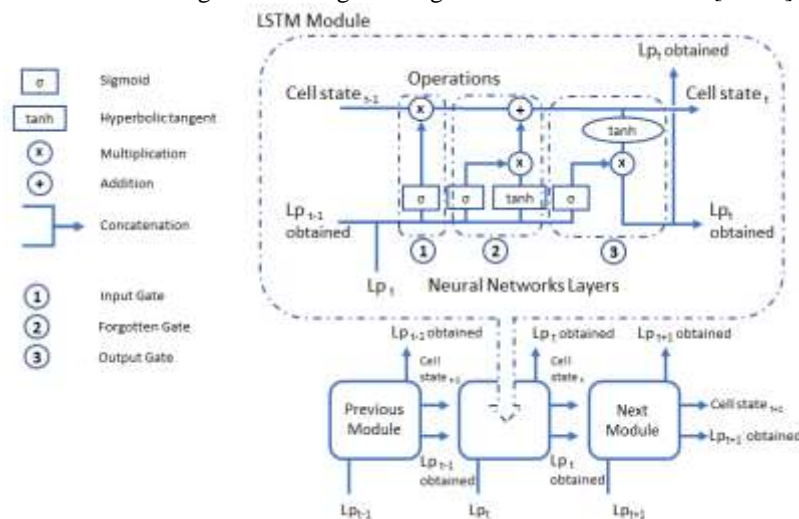 LSTM Module
Lp t obtained
σ Sigmoid
tanh Hyperbolic tangent
x Multiplication
+ Addition
Concatenation
1 Input Gate
2 Forgotten Gate
3 Output Gate
Operations
Cell state t-1
x
+
Cell state t
tanh
x
x
σ
σ
tanh
σ
Lp t-1
obtained
Lp t
obtained
1
2
3
Lp t
Neural Networks Layers
Lp t-1 obtained
Lp t obtained
Lp t+1 obtained
Cell
state
Cell
state
Previous
Module
Next
Module
Cell state
Lp t+1 obtained
Lp t-1
obtained
Lp t
obtained
Lp t-1
Lp t
Lp t+1